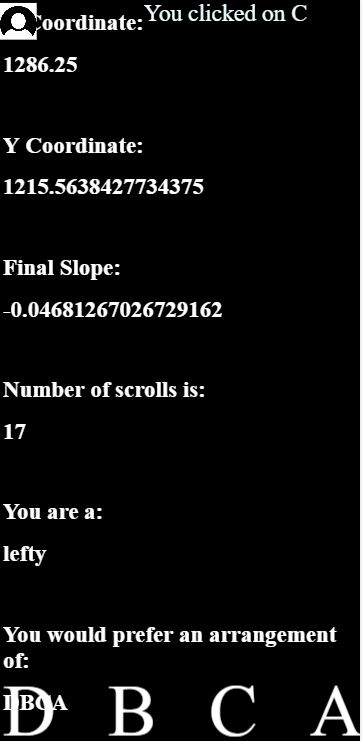 Coordinate:
You clicked on C
1286.25
Y Coordinate:
1215.5638427734375
Final Slope:
-0.04681267026729162
Number of scrolls is:
17
You are a:
lefty
You would prefer an arrangement
of:
DBCA
D B C A